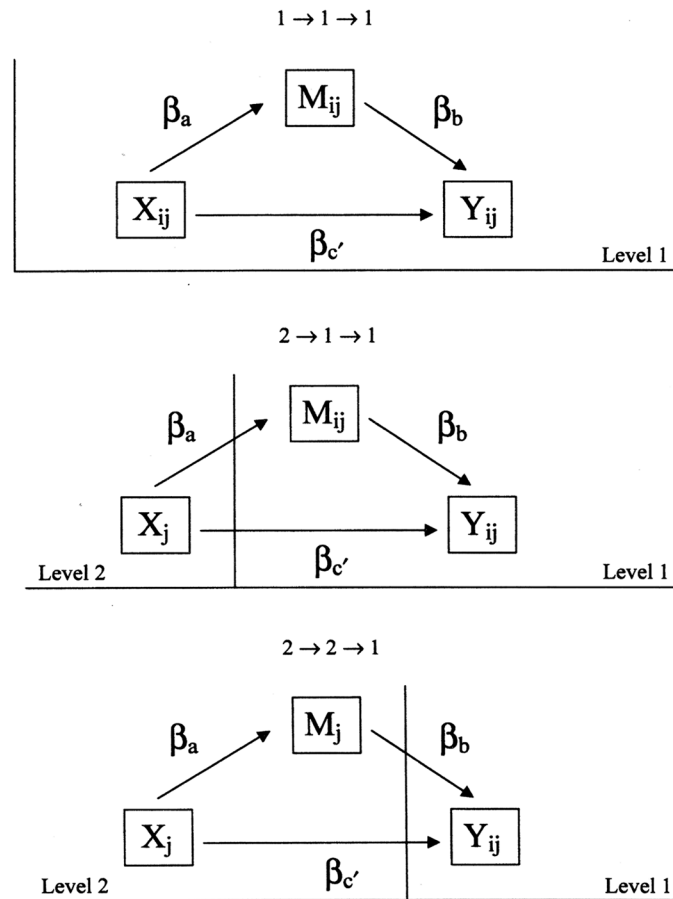 1 → 1 → 1
M_ij
β_a
β_b
X_ij
Y_ij
β_c′
Level 1
2 → 1 → 1
M_ij
β_a
β_b
X_j
Y_ij
β_c′
Level 2
Level 1
2 → 2 → 1
M_j
β_a
β_b
X_j
Y_ij
β_c′
Level 2
Level 1